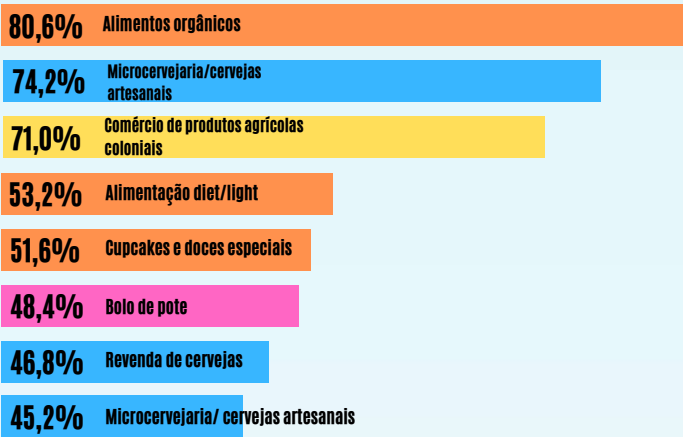 80,6% Alimentos orgânicos
74,2% Microcervejaria/cervejas
artesanais
71,0% Comércio de produtos agrícolas
coloniais
53,2% Alimentação diet/light
51,6% Cupcakes e doces especiais
48,4% Bolo de pote
46,8% Revenda de cervejas
45,2% Microcervejaria/ cervejas artesanais